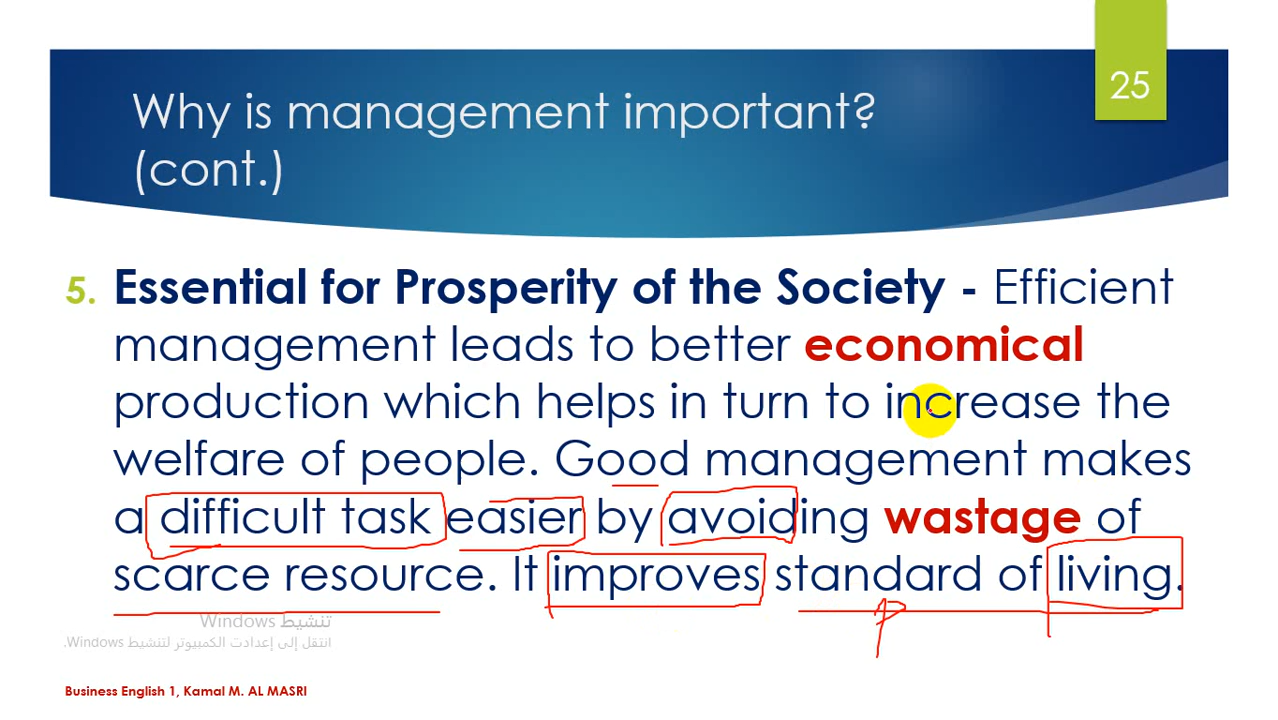 25
Why is management important?
(cont.)
5. Essential for Prosperity of the Society - Efficient
management leads to better economical
production which helps in turn to increase the
welfare of people. Good management makes
a difficult task easier by avoiding wastage of
scarce resource. It improves standard of living.
تنشيط Windows
انتقل إلى إعدادت الكمبيوتر لتنشيط Windows.
Business English 1, Kamal M. AL MASRI